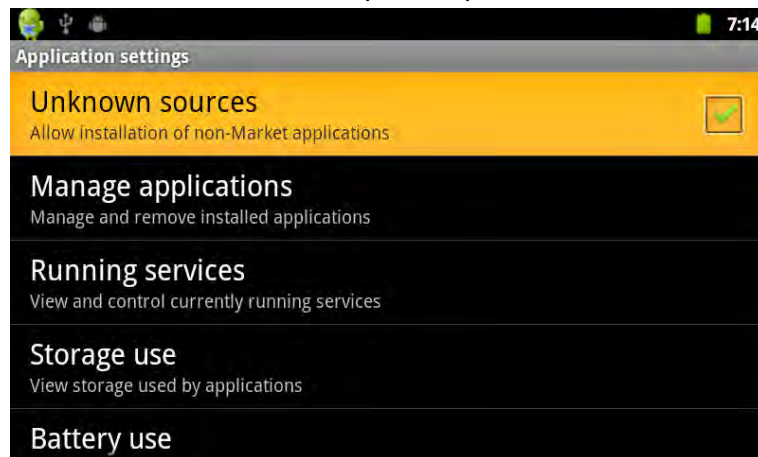 7:14
Application settings
Unknown sources
Allow installation of non-Market applications
Manage applications
Manage and remove installed applications
Running services
View and control currently running services
Storage use
View storage used by applications
Battery use